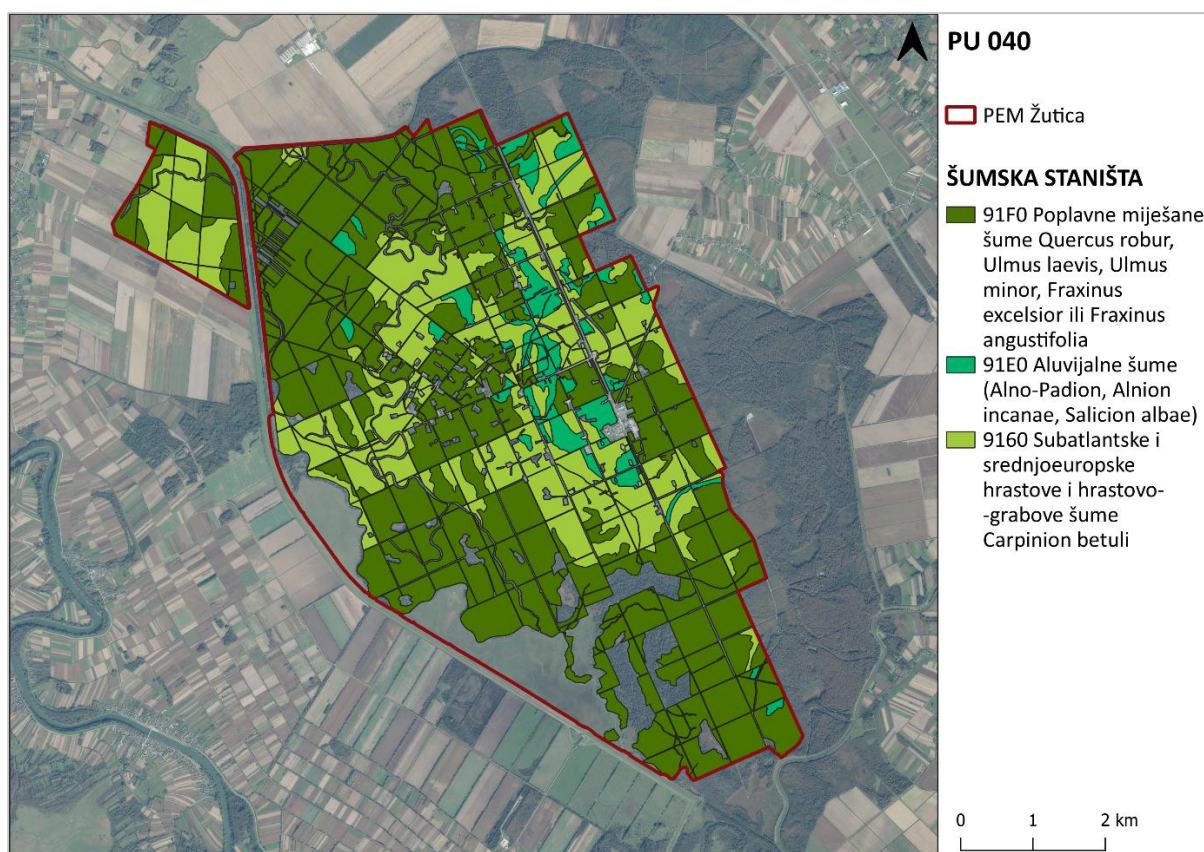 PU 040
PEM Žutica
ŠUMSKA STANIŠTA
91F0 Poplavne miješane
šume Quercus robur,
Ulmus laevis, Ulmus
minor, Fraxinus
excelsior ili Fraxinus
angustifolia
91E0 Aluvijalne šume
(Alno-Padion, Alnion
incanae, Salicion albae)
9160 Subatlantske i
srednjoeuropske
hrastove i hrastovo-
-grabove šume
Carpinion betuli
0 1 2 km